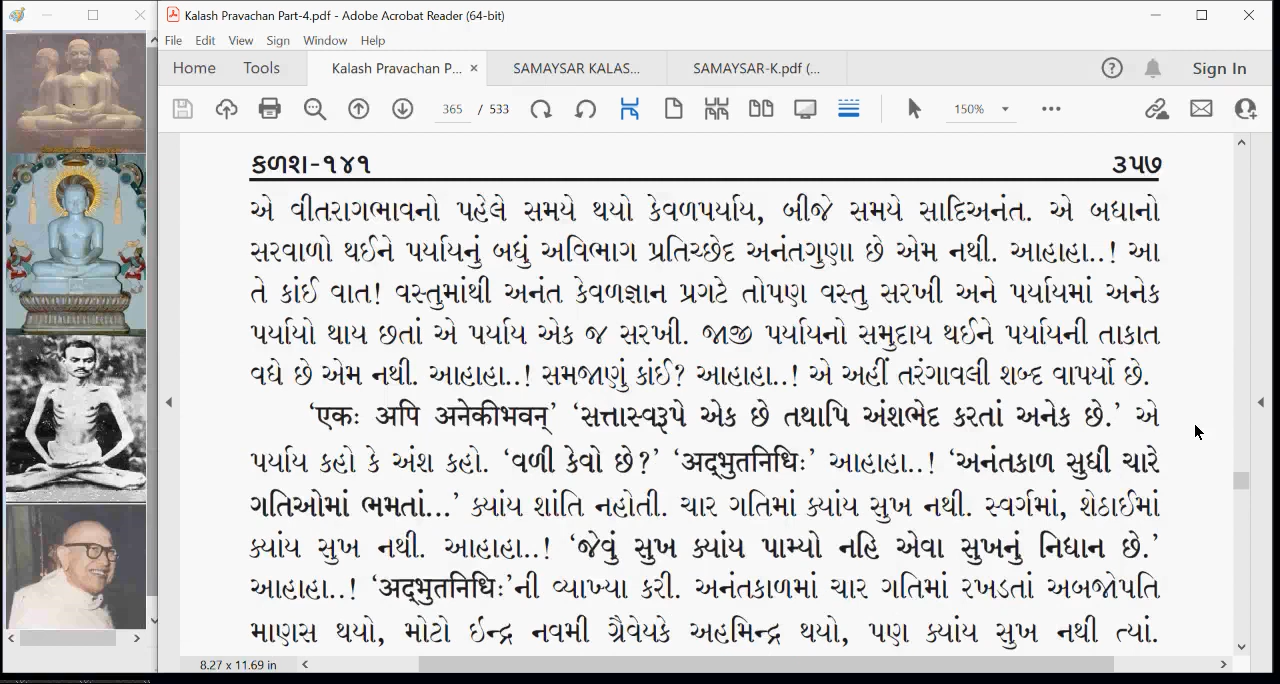 Kalash Pravachan Part-4.pdf - Adobe Acrobat Reader (64-bit)
File Edit View Sign Window Help
Home Tools Kalash Pravachan P... × SAMAYSAR KALAS... SAMAYSAR-K.pdf (... Sign In
365 / 533 150%
કળશ-૧૪૧ ૩૫૭
એ વીતરાગભાવનો પહેલે સમયે થયો કેવળપર્યાય, બીજે સમયે સાદિઅનંત. એ બધાનો
સરવાળો થઈને પર્યાયનું બધું અવિભાગ પ્રતિચ્છેદ અનંતગુણા છે એમ નથી. આહાહા..! આ
તે કાંઈ વાત! વસ્તુમાંથી અનંત કેવળજ્ઞાન પ્રગટે તોપણ વસ્તુ સરખી અને પર્યાયમાં અનેક
પર્યાયો થાય છતાં એ પર્યાય એક જ સરખી. જાજી પર્યાયનો સમુદાય થઈને પર્યાયની તાકાત
વધે છે એમ નથી. આહાહા..! સમજાણું કાંઈ? આહાહા..! એ અહીં તરંગાવલી શબ્દ વાપર્યો છે.
‘एकः अपि अनेकीभवन्’ ‘સત્તાસ્વરૂપે એક છે તથાપિ અંશભેદ કરતાં અનેક છે.’ એ
પર્યાય કહો કે અંશ કહો. ‘વળી કેવો છે?’ ‘अद्भुतनिधिः’ આહાહા..! ‘અનંતકાળ સુધી ચારે
ગતિઓમાં ભમતાં...’ ક્યાંય શાંતિ નહોતી. ચાર ગતિમાં ક્યાંય સુખ નથી. સ્વર્ગમાં, શેઠાઈમાં
ક્યાંય સુખ નથી. આહાહા..! ‘જેવું સુખ ક્યાંય પામ્યો નહિ એવા સુખનું નિધાન છે.’
આહાહા..! ‘अद्भुतनिधिः’ની વ્યાખ્યા કરી. અનંતકાળમાં ચાર ગતિમાં રખડતાં અબજોપતિ
માણસ થયો, મોટો ઇન્દ્ર નવમી ગ્રૈવેયકે અહમિન્દ્ર થયો, પણ ક્યાંય સુખ નથી ત્યાં.
8.27 x 11.69 in